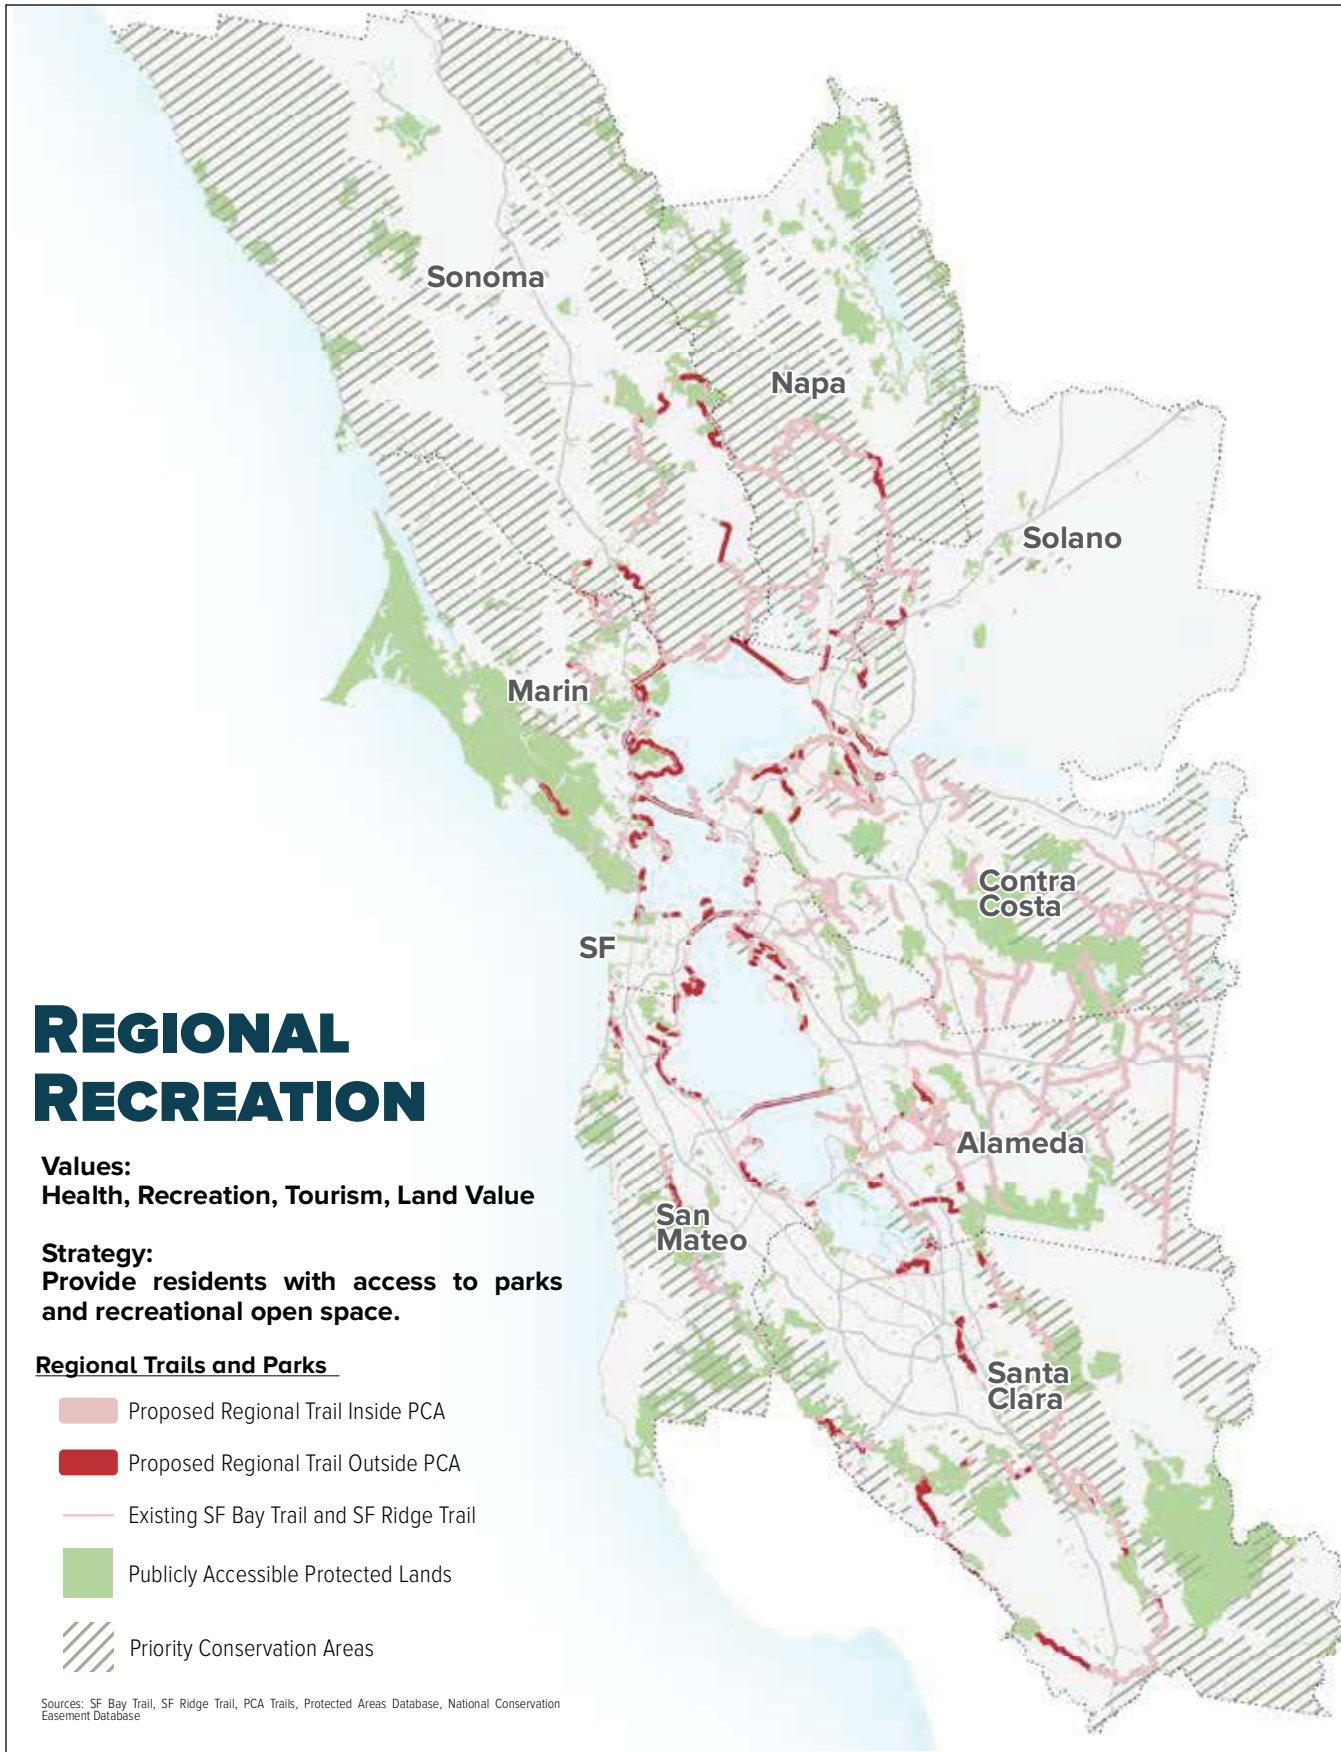 Sonoma
Napa
Solano
Marin
Contra
Costa
SF
REGIONAL
RECREATION
Values:
Health, Recreation, Tourism, Land Value
Alameda
San
Mateo
Strategy:
Provide residents with access to parks
and recreational open space.
Santa
Clara
Regional Trails and Parks
Proposed Regional Trail Inside PCA
Proposed Regional Trail Outside PCA
Existing SF Bay Trail and SF Ridge Trail
Publicly Accessible Protected Lands
Priority Conservation Areas
Sources: SF Bay Trail, SF Ridge Trail, PCA Trails, Protected Areas Database, National Conservation
Easement Database